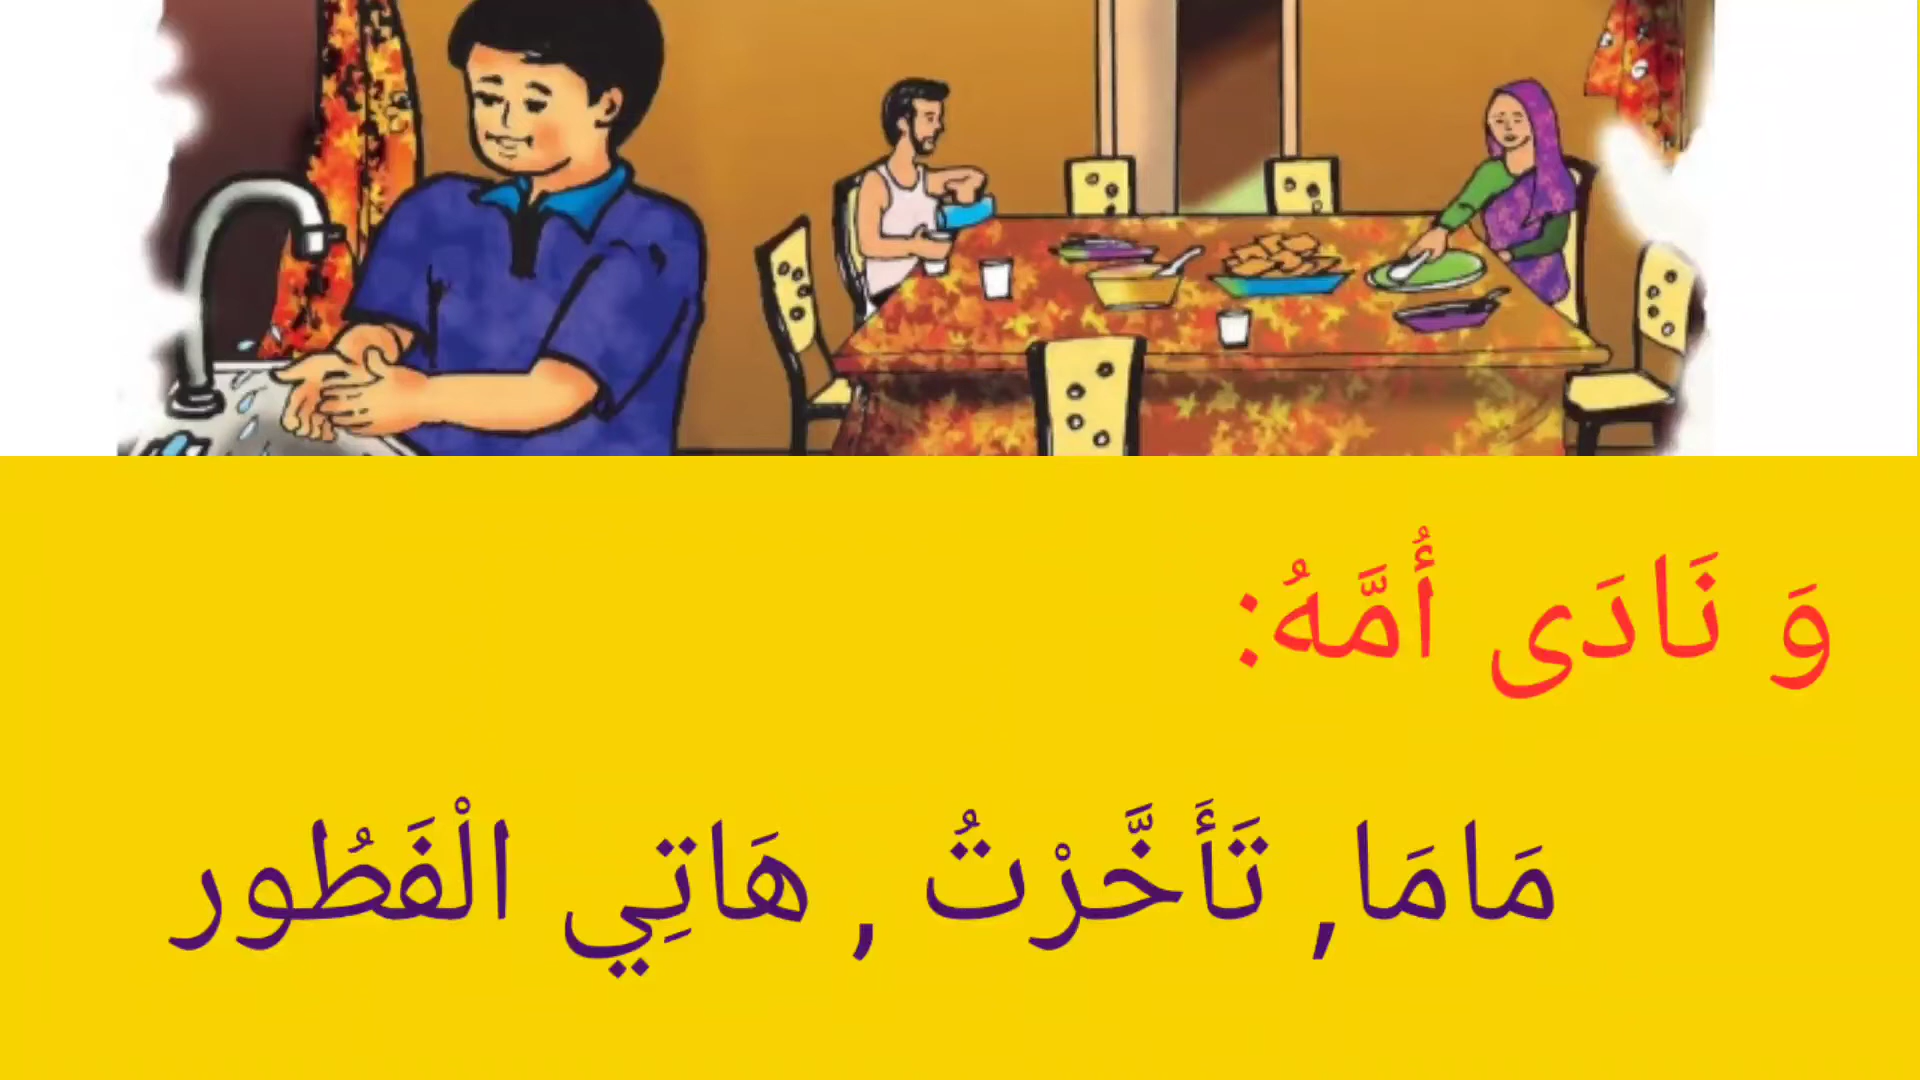 وَ نَادَى أُمَّهُ:
مَامَا, تَأَخَّرْتُ , هَاتِي الْفَطُور